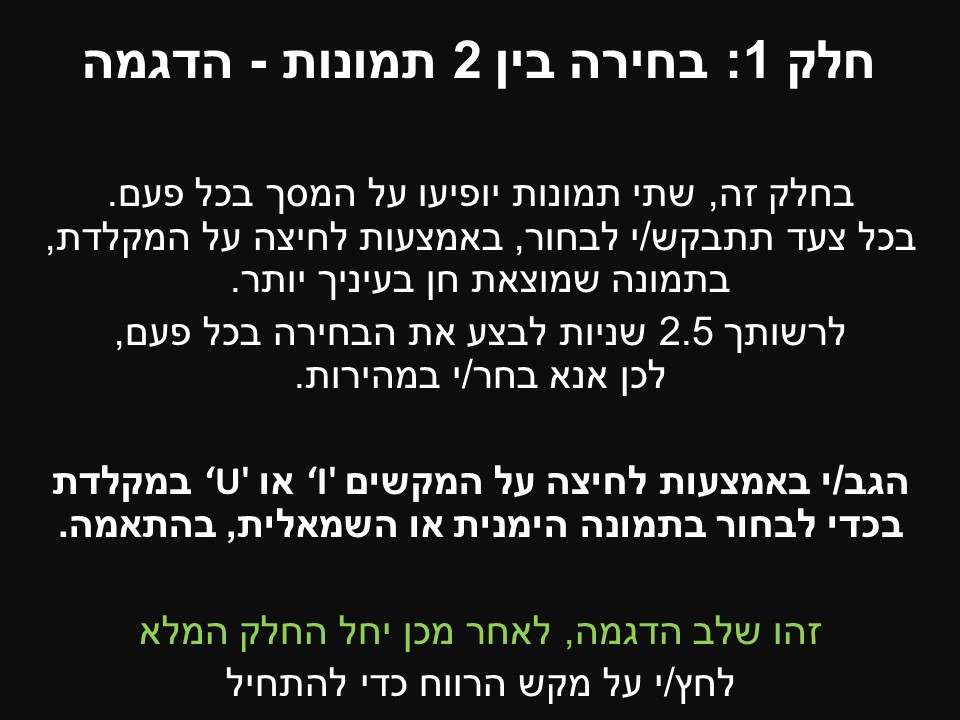 חלק 1: בחירה בין 2 תמונות - הדגמה
בחלק זה, שתי תמונות יופיעו על המסך בכל פעם.
בכל צעד תתבקש/י לבחור, באמצעות לחיצה על המקלדת,
בתמונה שמוצאת חן בעיניך יותר.
לרשותך 2.5 שניות לבצע את הבחירה בכל פעם,
לכן אנא בחר/י במהירות.
הגב/י באמצעות לחיצה על המקשים 'I‘ או 'U‘ במקלדת
בכדי לבחור בתמונה הימנית או השמאלית, בהתאמה.
זהו שלב הדגמה, לאחר מכן יחל החלק המלא
לחץ/י על מקש הרווח כדי להתחיל